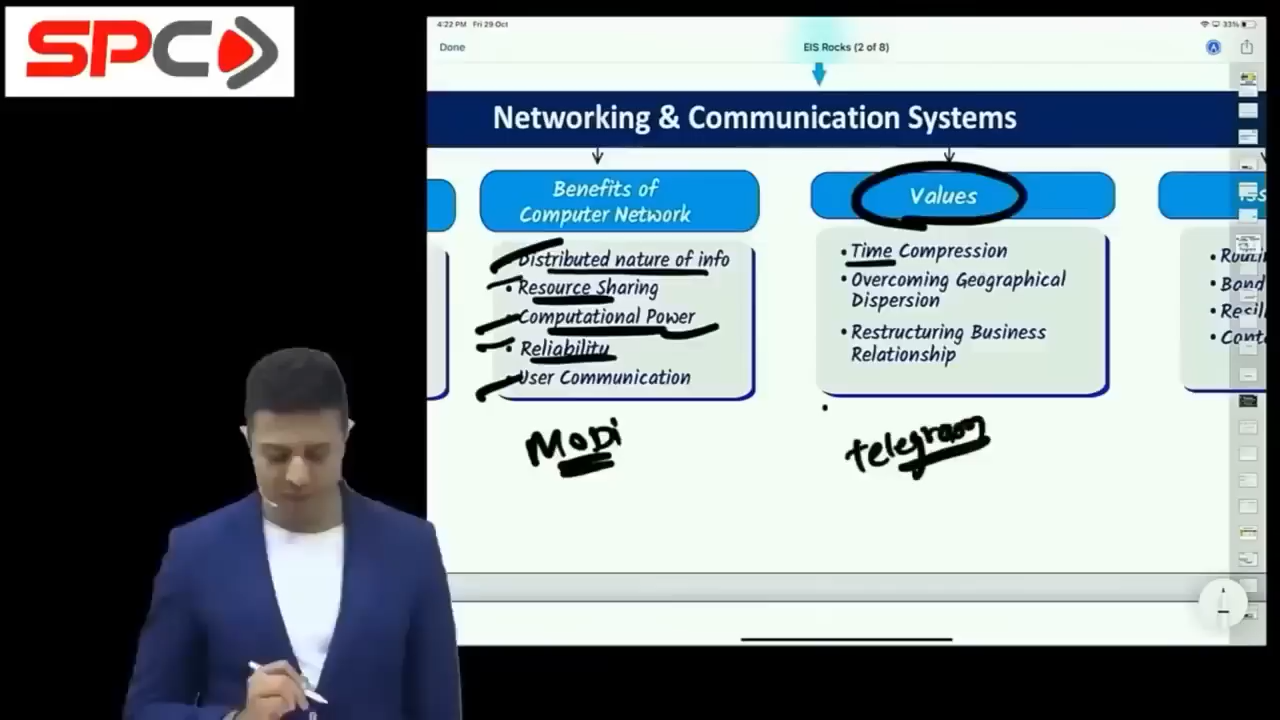 SPC
4:22 PM Fri 29 Oct
33%
Done
EIS Rocks (2 of 8)
Networking & Communication Systems
Benefits of
Computer Network
• Distributed nature of info
• Resource Sharing
• Computational Power
• Reliability
• User Communication
MoDi
Values
• Time Compression
• Overcoming Geographical
Dispersion
• Restructuring Business
Relationship
telegram